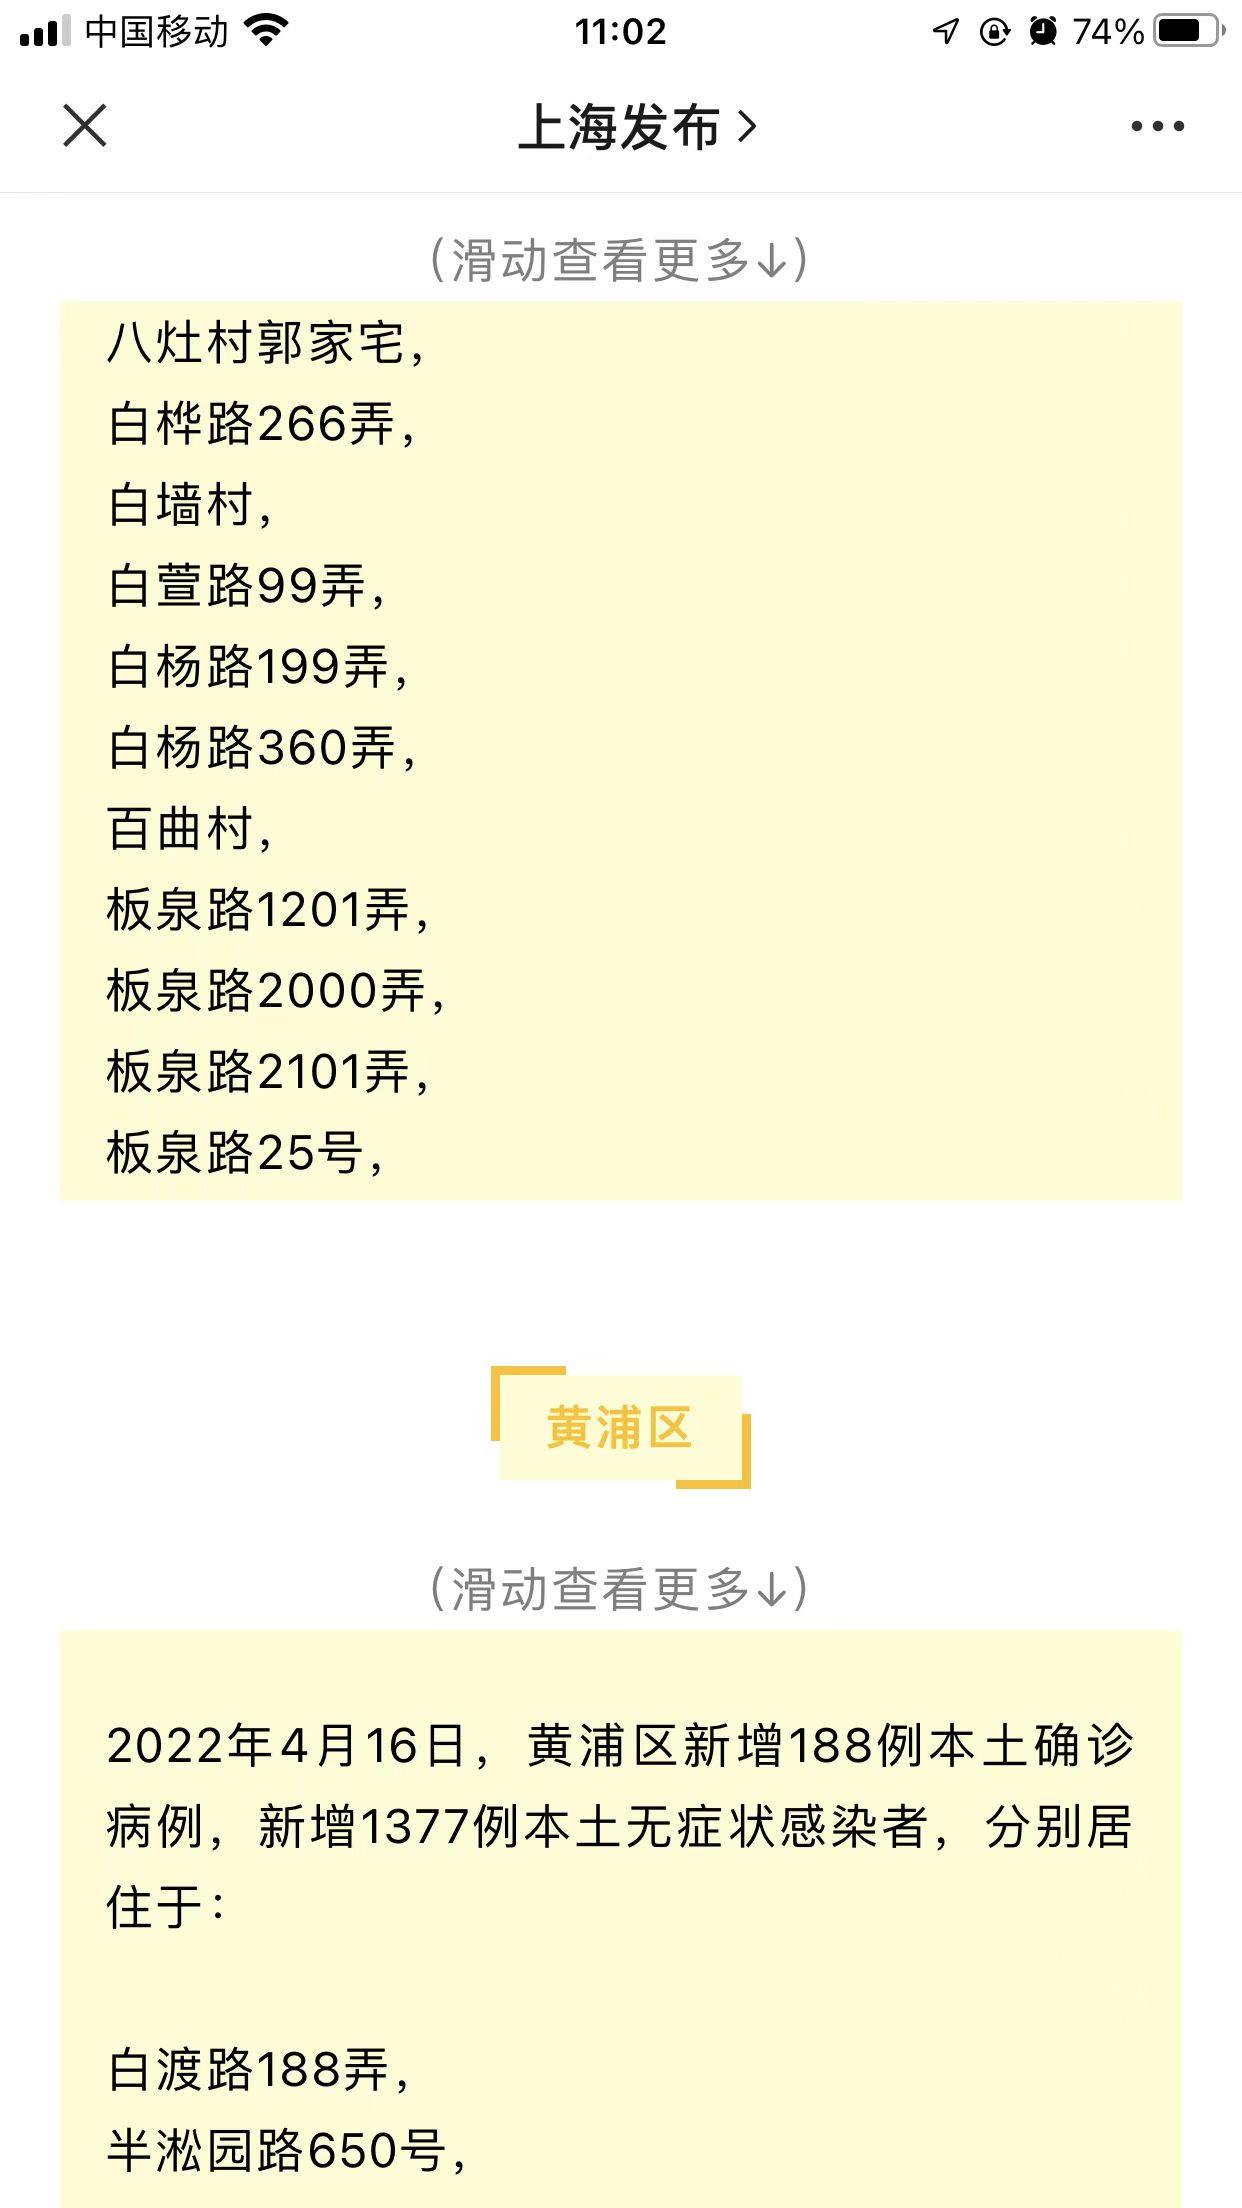 中国移动 11:02 74%
上海发布
(滑动查看更多↓)
八灶村郭家宅，
白桦路266弄，
白墙村，
白萱路99弄，
白杨路199弄，
白杨路360弄，
百曲村，
板泉路1201弄，
板泉路2000弄，
板泉路2101弄，
板泉路25号，
黄浦区
(滑动查看更多↓)
2022年4月16日，黄浦区新增188例本土确诊
病例，新增1377例本土无症状感染者，分别居
住于：
白渡路188弄，
半淞园路650号，